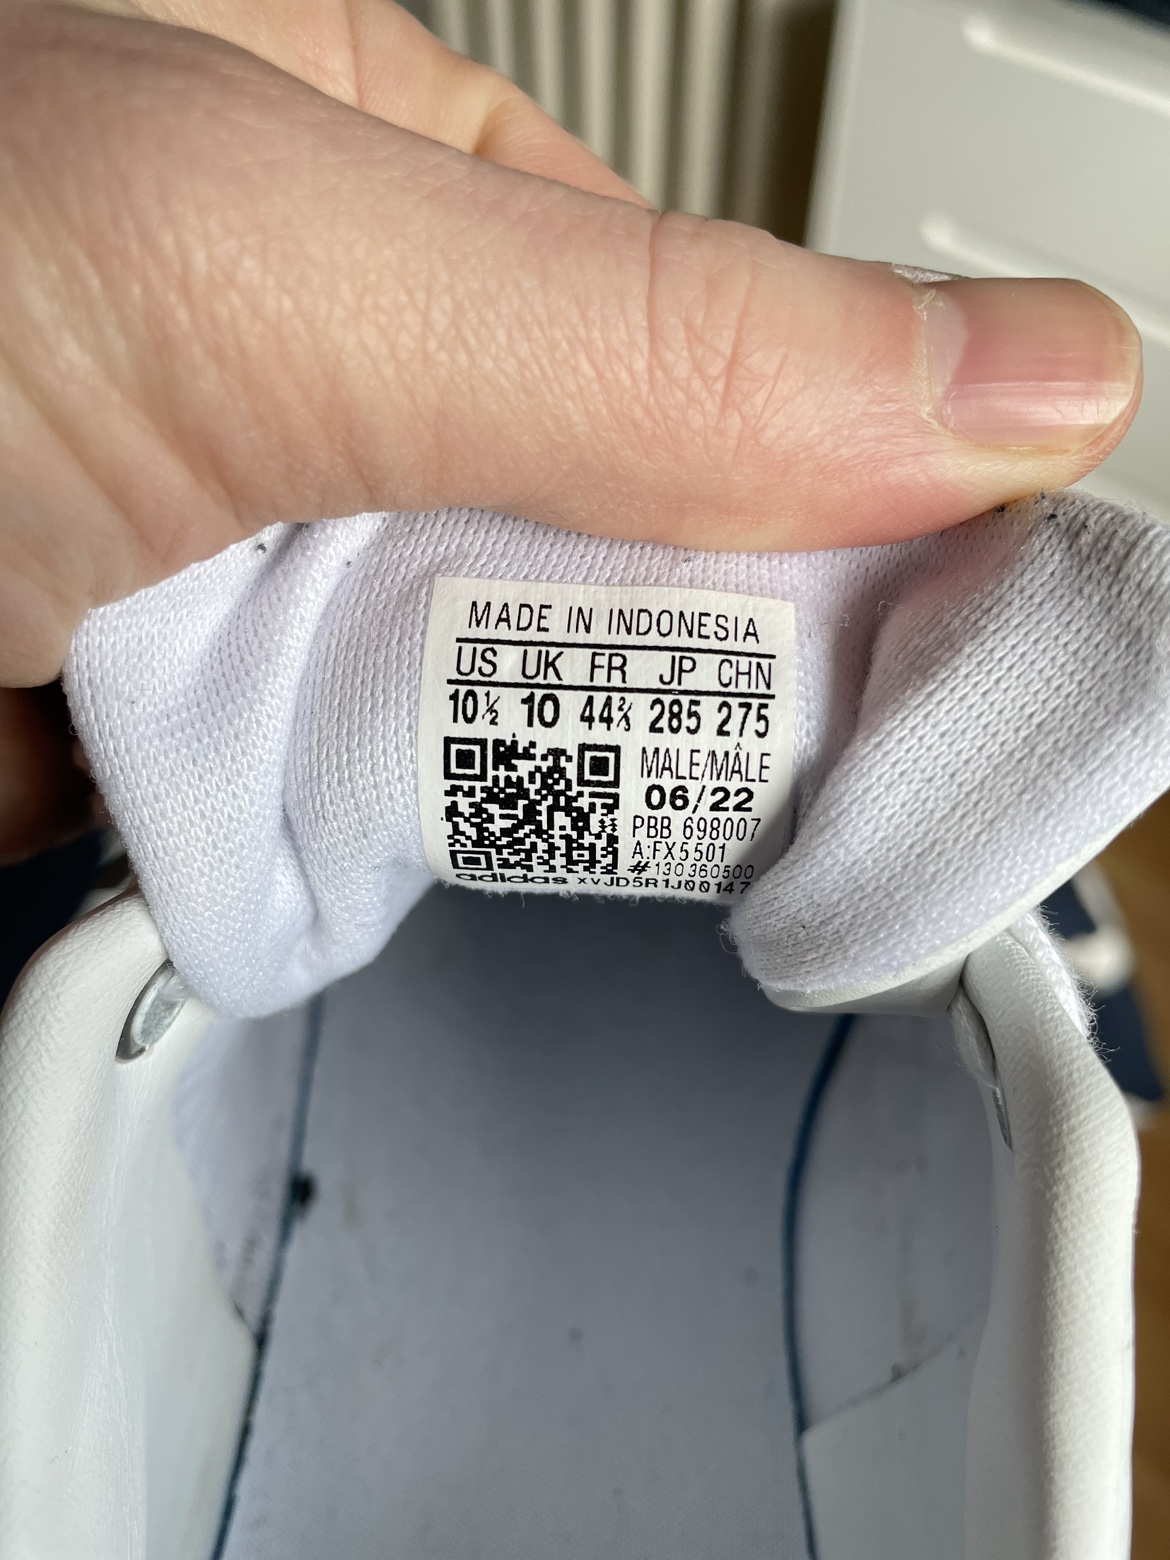 MADE IN INDONESIA
US UK FR JP CHN
10½ 10 44⅔ 285 275
MALE/MÂLE
06/22
PBB 698007
A:FX5501
#130360500
adidas XVJD5R1J00147